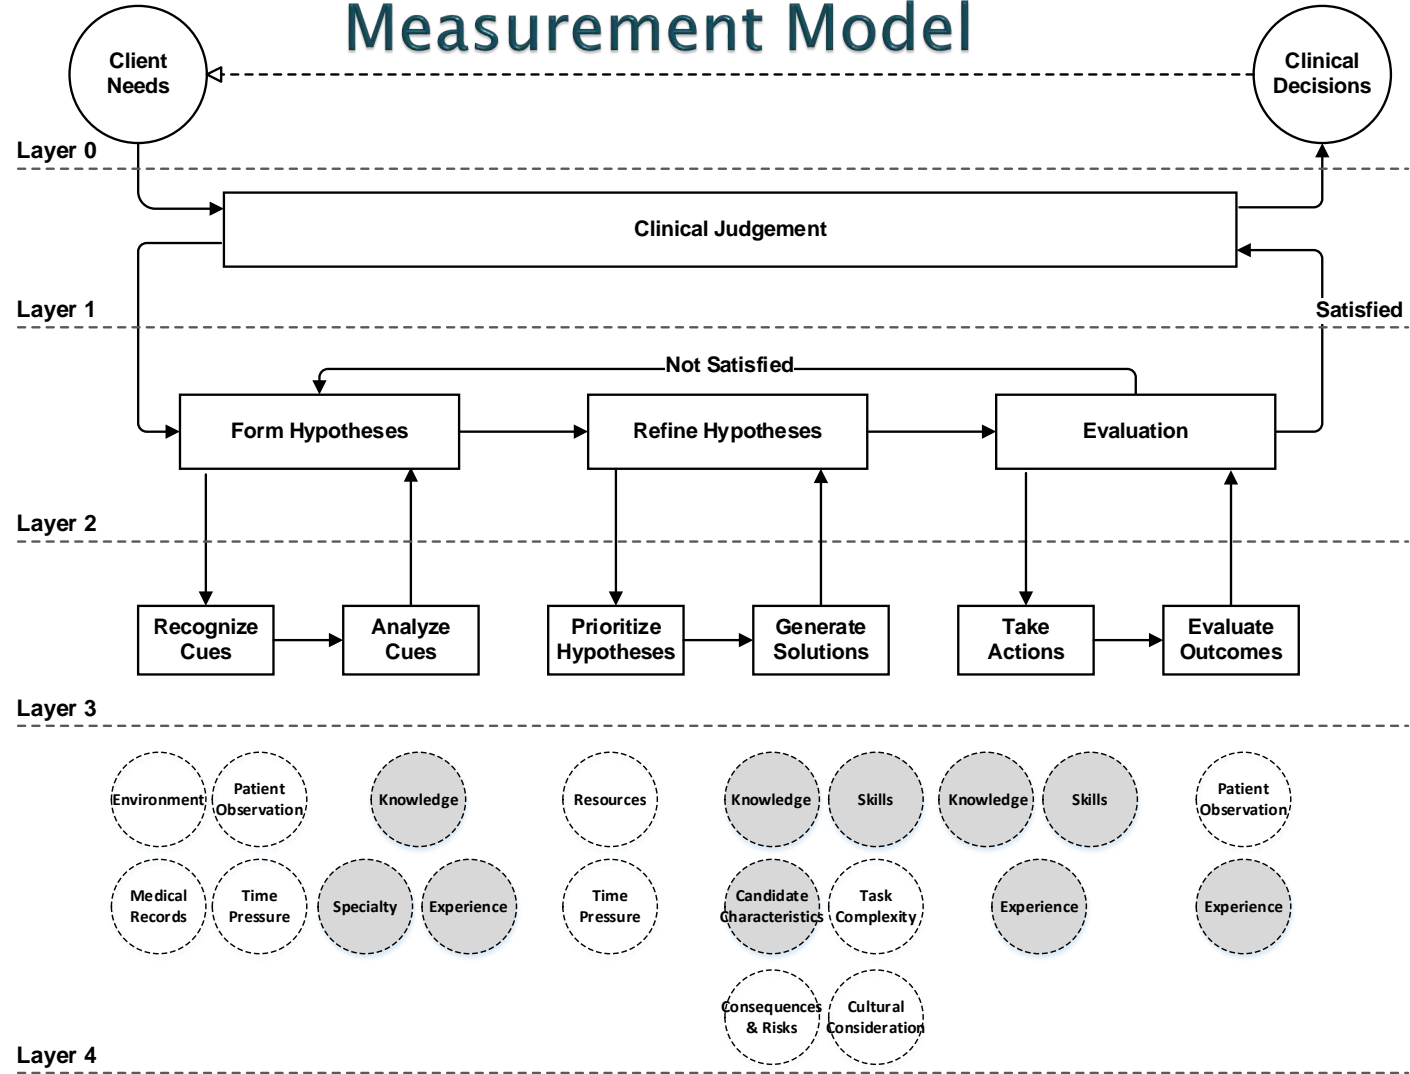 Measurement Model
Client
Needs
Clinical
Decisions
Layer 0
Clinical Judgement
Layer 1
Satisfied
Not Satisfied
Form Hypotheses
Refine Hypotheses
Evaluation
Layer 2
Recognize
Cues
Analyze
Cues
Prioritize
Hypotheses
Generate
Solutions
Take
Actions
Evaluate
Outcomes
Layer 3
Environment
Patient
Observation
Knowledge
Resources
Knowledge
Skills
Knowledge
Skills
Patient
Observation
Medical
Records
Time
Pressure
Specialty
Experience
Time
Pressure
Candidate
Characteristics
Task
Complexity
Experience
Experience
Consequences
& Risks
Cultural
Consideration
Layer 4